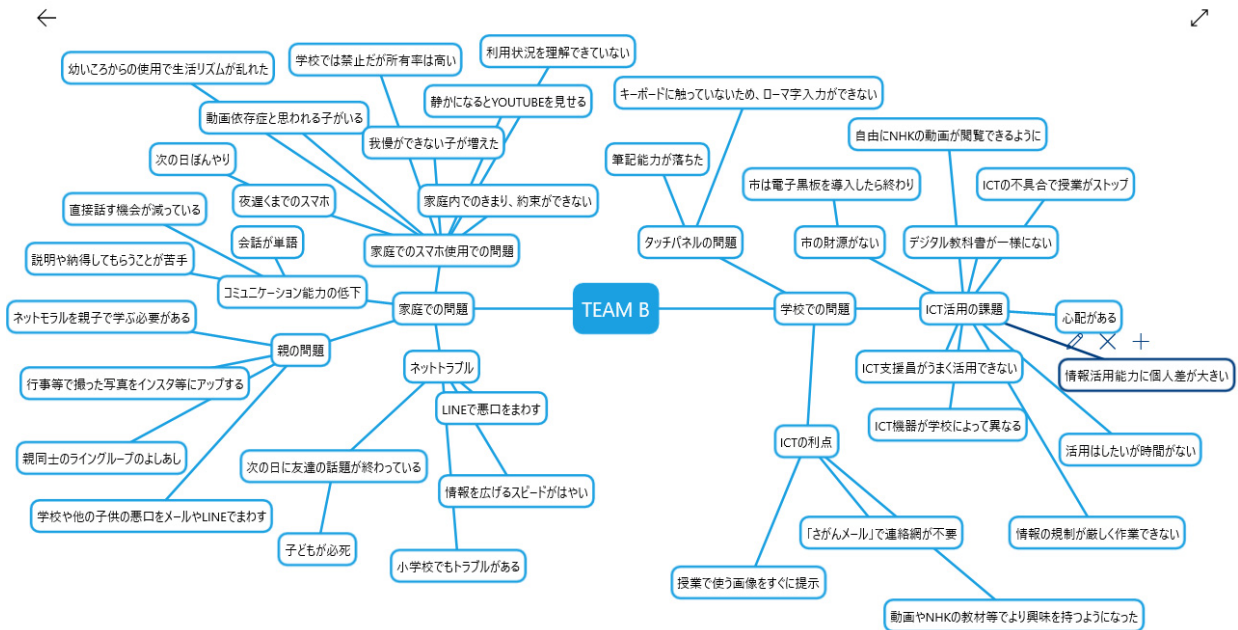 幼いころからの使用で生活リズムが乱れた
学校では禁止だが所有率は高い
利用状況を理解できていない
動画依存症と思われる子がいる
静かになるとYOUTUBEを見せる
我慢ができない子が増えた
次の日ぼんやり
夜遅くまでのスマホ
家庭内でのきまり、約束ができない
直接話す機会が減っている
会話が単語
家庭でのスマホ使用での問題
説明や納得してもらうことが苦手
コミュニケーション能力の低下
家庭での問題
ネットモラルを親子で学ぶ必要がある
親の問題
行事等で撮った写真をインスタ等にアップする
親同士のライングループのよしあし
学校や他の子供の悪口をメールやLINEでまわす
ネットトラブル
LINEで悪口をまわす
次の日に友達の話題が終わっている
情報を広げるスピードがはやい
子どもが必死
小学校でもトラブルがある
TEAM B
キーボードに触っていないため、ローマ字入力ができない
筆記能力が落ちた
タッチパネルの問題
学校での問題
自由にNHKの動画が閲覧できるように
市は電子黒板を導入したら終わり
ICTの不具合で授業がストップ
市の財源がない
デジタル教科書が一様にない
ICT活用の課題
心配がある
情報活用能力に個人差が大きい
ICT支援員がうまく活用できない
ICT機器が学校によって異なる
活用はしたいが時間がない
情報の規制が厳しく作業できない
ICTの利点
「さがんメール」で連絡網が不要
授業で使う画像をすぐに提示
動画やNHKの教材等でより興味を持つようになった